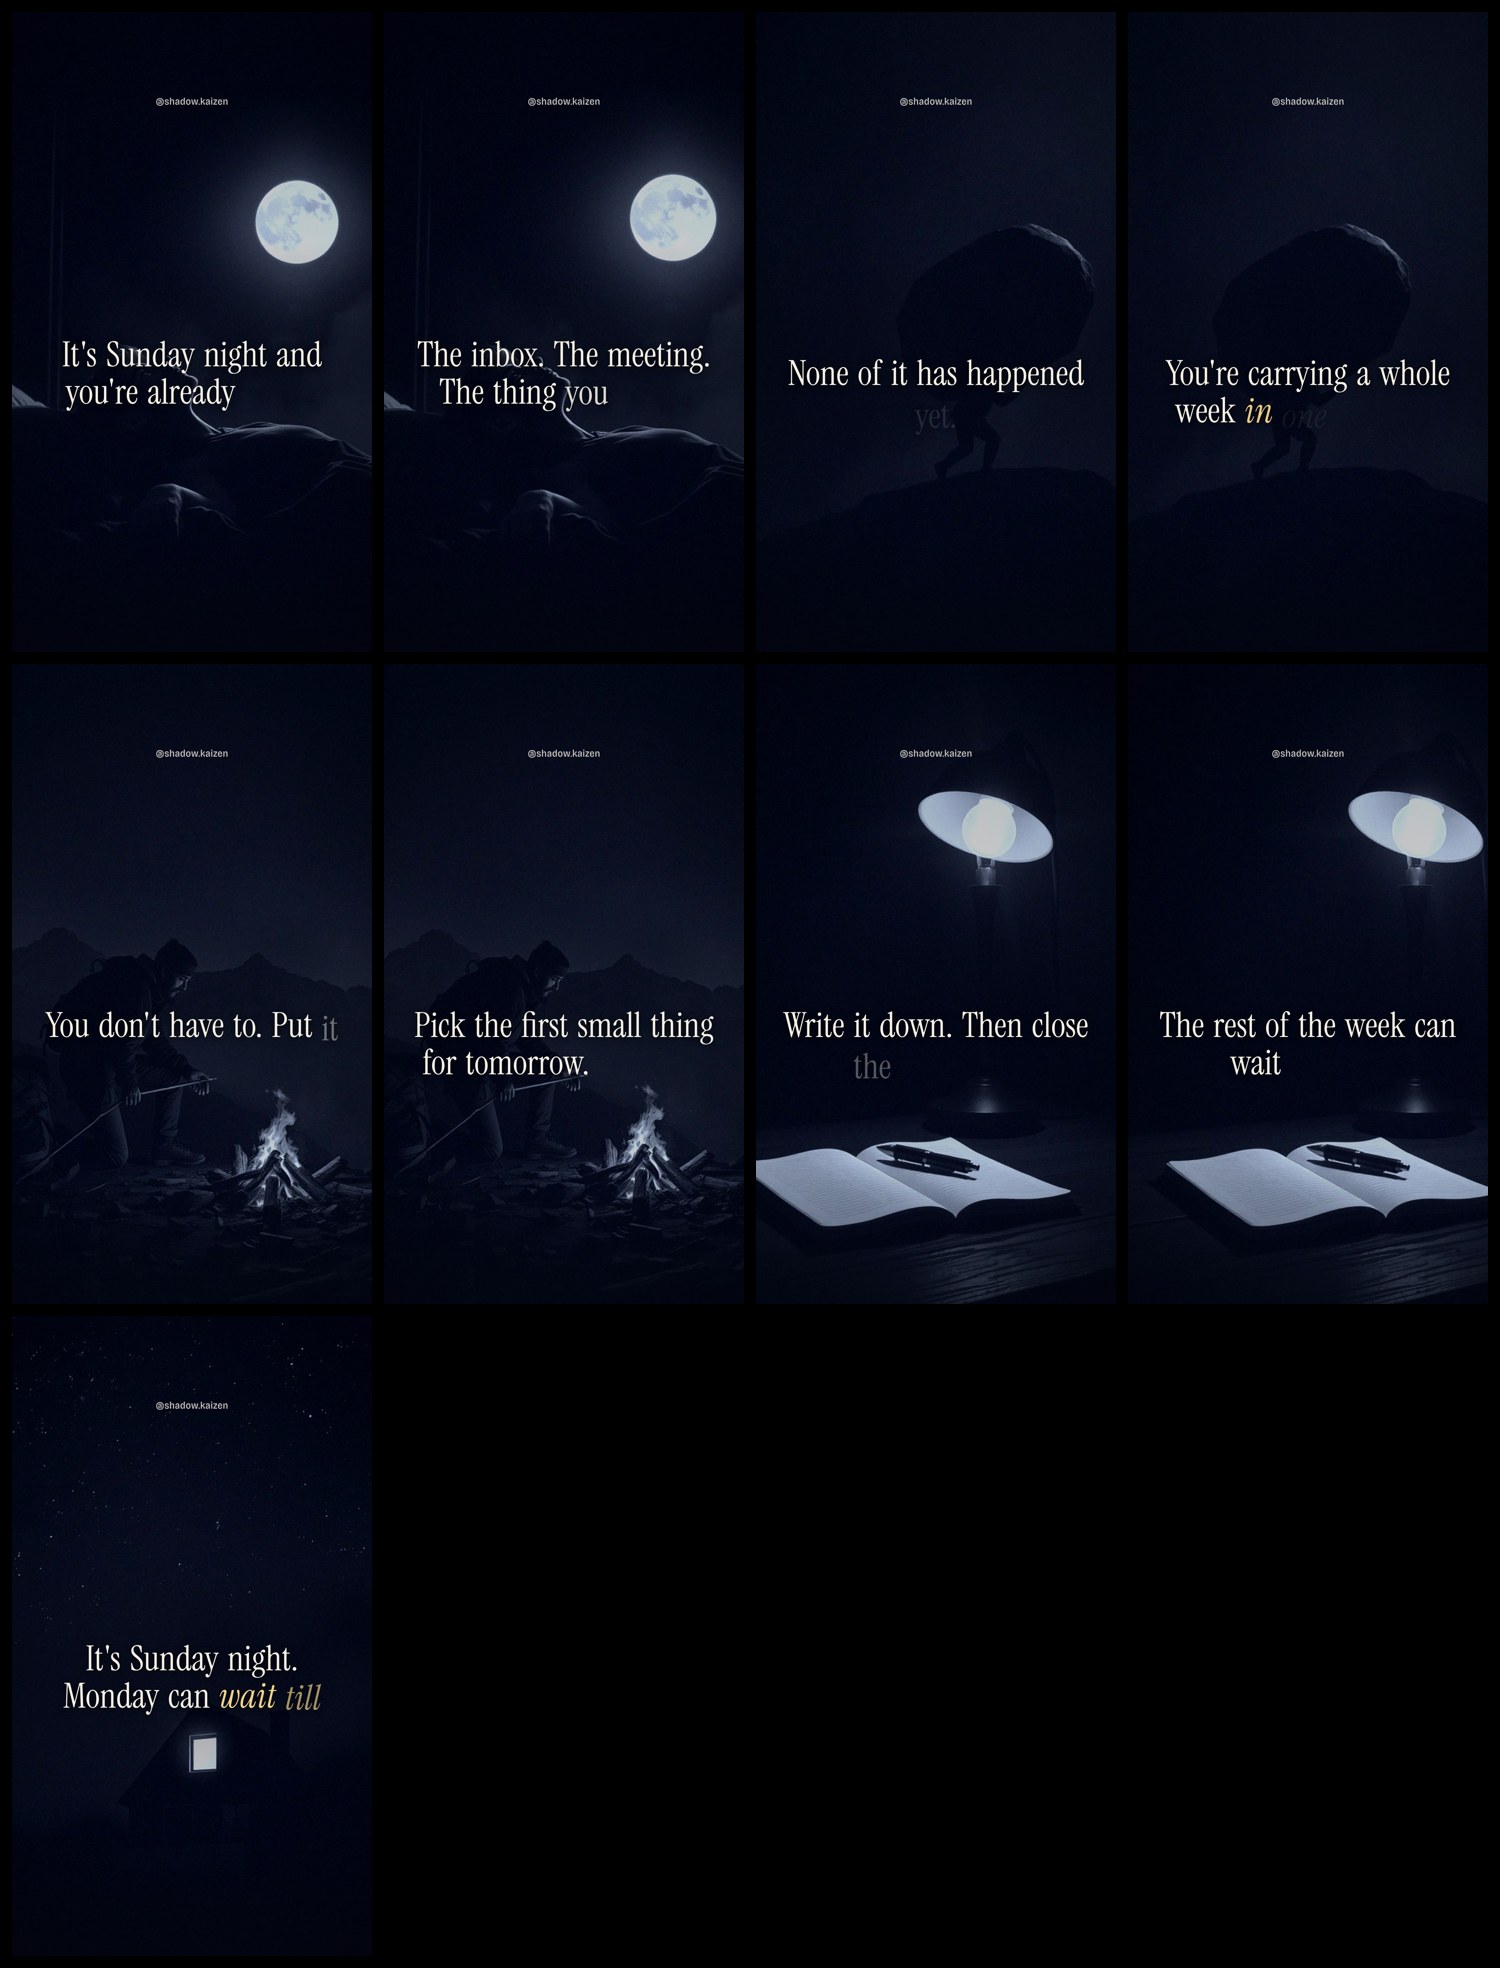 @shadow.kaizen
It's Sunday night and
you're already
@shadow.kaizen
The inbox. The meeting.
The thing you
@shadow.kaizen
None of it has happened
yet.
@shadow.kaizen
You're carrying a whole
week in one
@shadow.kaizen
You don't have to. Put it
@shadow.kaizen
Pick the first small thing
for tomorrow.
@shadow.kaizen
Write it down. Then close
the
@shadow.kaizen
The rest of the week can
wait
@shadow.kaizen
It's Sunday night.
Monday can wait till